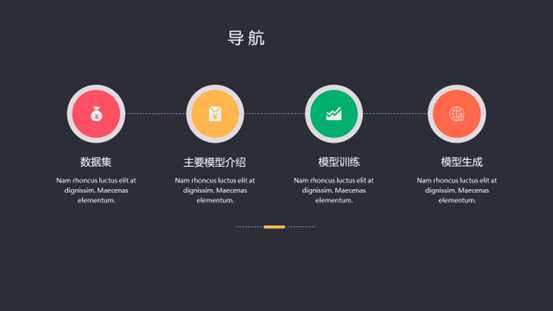 导航
数据集
主要模型介绍
模型训练
模型生成
Nam rhoncus luctus elit at
dignissim. Maecenas
elementum.
Nam rhoncus luctus elit at
dignissim. Maecenas
elementum.
Nam rhoncus luctus elit at
dignissim. Maecenas
elementum.
Nam rhoncus luctus elit at
dignissim. Maecenas
elementum.